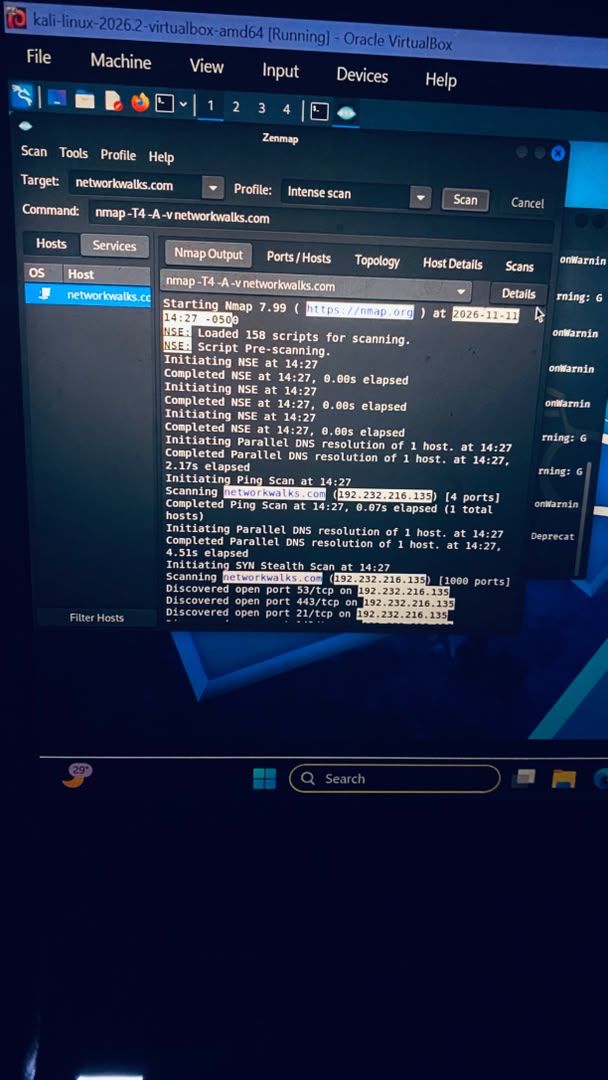 kali-linux-2026.2-virtualbox-amd64 [Running] - Oracle VirtualBox
File Machine View Input Devices Help
1 2 3 4
Zenmap
Scan Tools Profile Help
Target: networkwalks.com Profile: Intense scan Scan Cancel
Command: nmap -T4 -A -v networkwalks.com
Hosts Services Nmap Output Ports / Hosts Topology Host Details Scans
OS Host
nmap -T4 -A -v networkwalks.com Details
networkwalks.cc
Starting Nmap 7.99 ( https://nmap.org ) at 2026-11-11
14:27 -0500
NSE: Loaded 158 scripts for scanning.
NSE: Script Pre-scanning.
Initiating NSE at 14:27
Completed NSE at 14:27, 0.00s elapsed
Initiating NSE at 14:27
Completed NSE at 14:27, 0.00s elapsed
Initiating NSE at 14:27
Completed NSE at 14:27, 0.00s elapsed
Initiating Parallel DNS resolution of 1 host. at 14:27
Completed Parallel DNS resolution of 1 host. at 14:27,
2.17s elapsed
Initiating Ping Scan at 14:27
Scanning networkwalks.com (192.232.216.135) [4 ports]
Completed Ping Scan at 14:27, 0.07s elapsed (1 total
hosts)
Initiating Parallel DNS resolution of 1 host. at 14:27
Completed Parallel DNS resolution of 1 host. at 14:27,
4.51s elapsed
Initiating SYN Stealth Scan at 14:27
Scanning networkwalks.com (192.232.216.135) [1000 ports]
Discovered open port 53/tcp on 192.232.216.135
Discovered open port 443/tcp on 192.232.216.135
Discovered open port 21/tcp on 192.232.216.135
Filter Hosts
onWarnin
rning: G
onWarnin
onWarnin
onWarnin
rning: G
rning: G
onWarnin
Deprecat
29°
Search